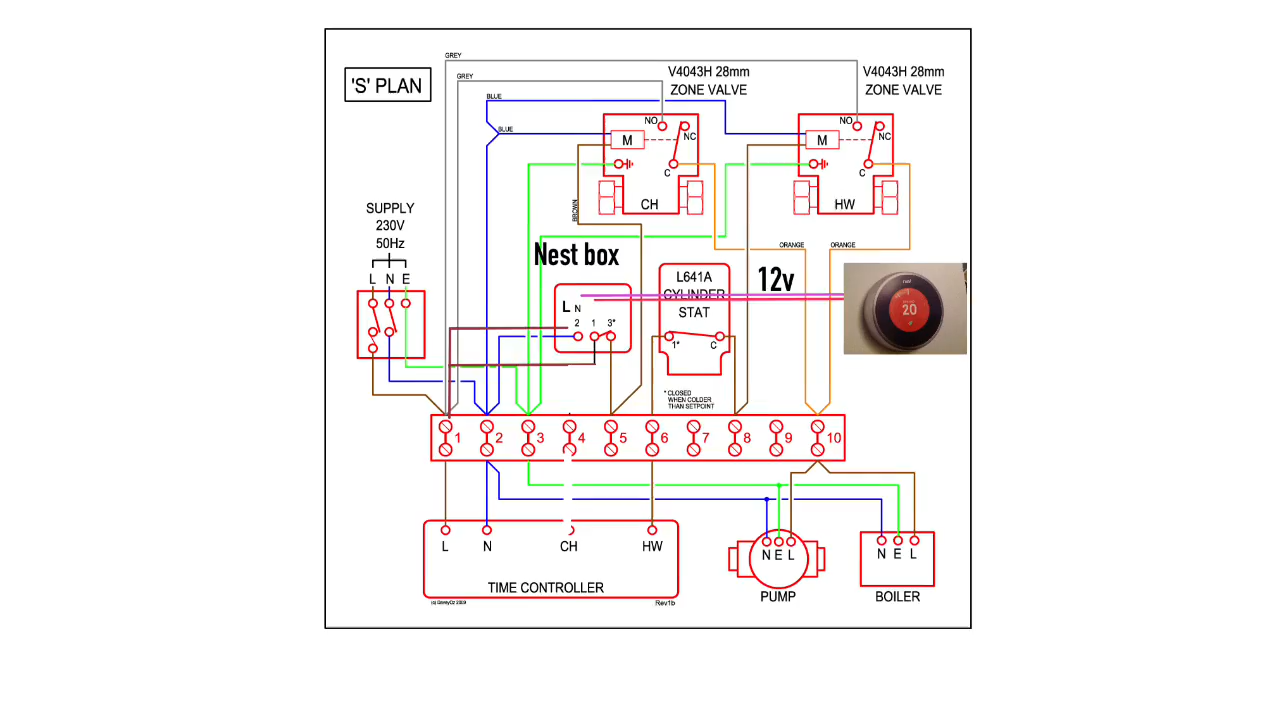 GREY
GREY
'S' PLAN
V4043H 28mm
ZONE VALVE
V4043H 28mm
ZONE VALVE
BLUE
BLUE
NO
NC
M
C
CH
NO
NC
M
C
HW
BROWN
SUPPLY
230V
50Hz
L N E
ORANGE
ORANGE
Nest box
L N
2 1 3*
L641A
CYLINDER
STAT
1* C
12v
nest
20
* CLOSED
WHEN COLDER
THAN SETPOINT
1 2 3 4 5 6 7 8 9 10
L N CH HW
TIME CONTROLLER
Rev1b
N E L
PUMP
N E L
BOILER